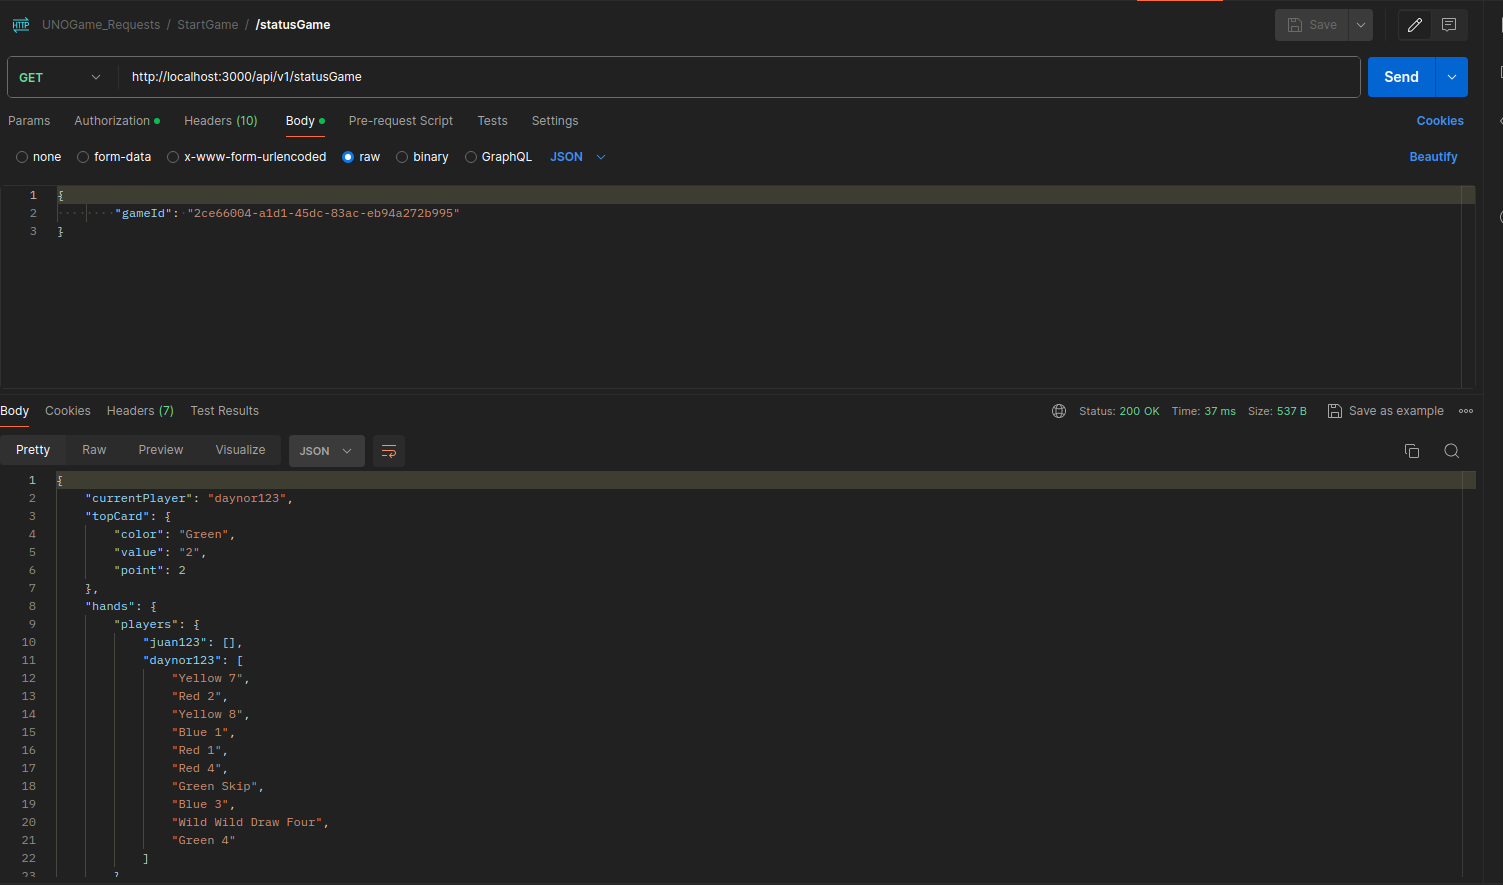 HTTP UNOGame_Requests / StartGame / /statusGame Save
GET http://localhost:3000/api/v1/statusGame Send
Params Authorization Headers (10) Body Pre-request Script Tests Settings Cookies
none form-data x-www-form-urlencoded raw binary GraphQL JSON Beautify
1 {
2 "gameId": "2ce66004-a1d1-45dc-83ac-eb94a272b995"
3 }
Body Cookies Headers (7) Test Results Status: 200 OK Time: 37 ms Size: 537 B Save as example
Pretty Raw Preview Visualize JSON
1 {
2 "currentPlayer": "daynor123",
3 "topCard": {
4 "color": "Green",
5 "value": "2",
6 "point": 2
7 },
8 "hands": {
9 "players": {
10 "juan123": [],
11 "daynor123": [
12 "Yellow 7",
13 "Red 2",
14 "Yellow 8",
15 "Blue 1",
16 "Red 1",
17 "Red 4",
18 "Green Skip",
19 "Blue 3",
20 "Wild Wild Draw Four",
21 "Green 4"
22 ]
23 }